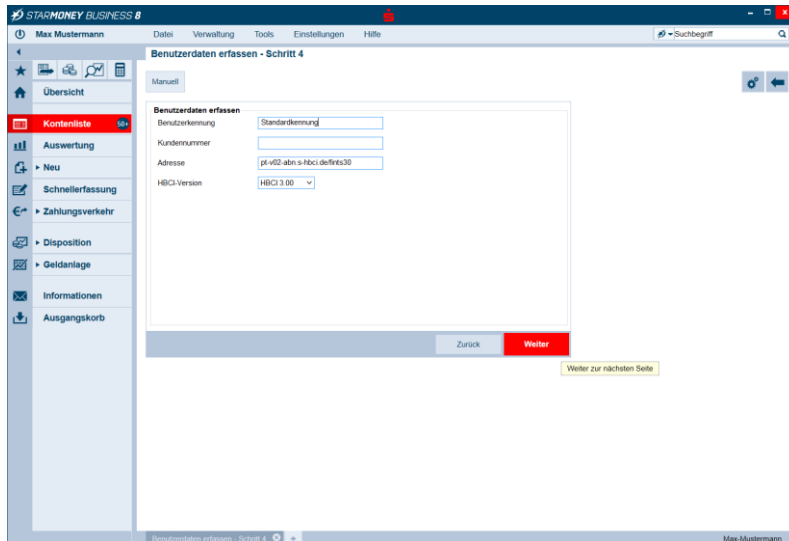 STARMONEY BUSINESS 8
Max Mustermann
Datei Verwaltung Tools Einstellungen Hilfe
Suchbegriff
Benutzerdaten erfassen - Schritt 4
Manuell
Übersicht
Kontenliste 50+
Auswertung
Neu
Schnellerfassung
Zahlungsverkehr
Disposition
Geldanlage
Informationen
Ausgangskorb
Benutzerdaten erfassen
Benutzerkennung Standardkennung
Kundennummer
Adresse pt-v02-abn.s-hbci.de/fints30
HBCI-Version HBCI 3.00
Zurück Weiter
Weiter zur nächsten Seite
Benutzerdaten erfassen - Schritt 4
Max-Mustermann